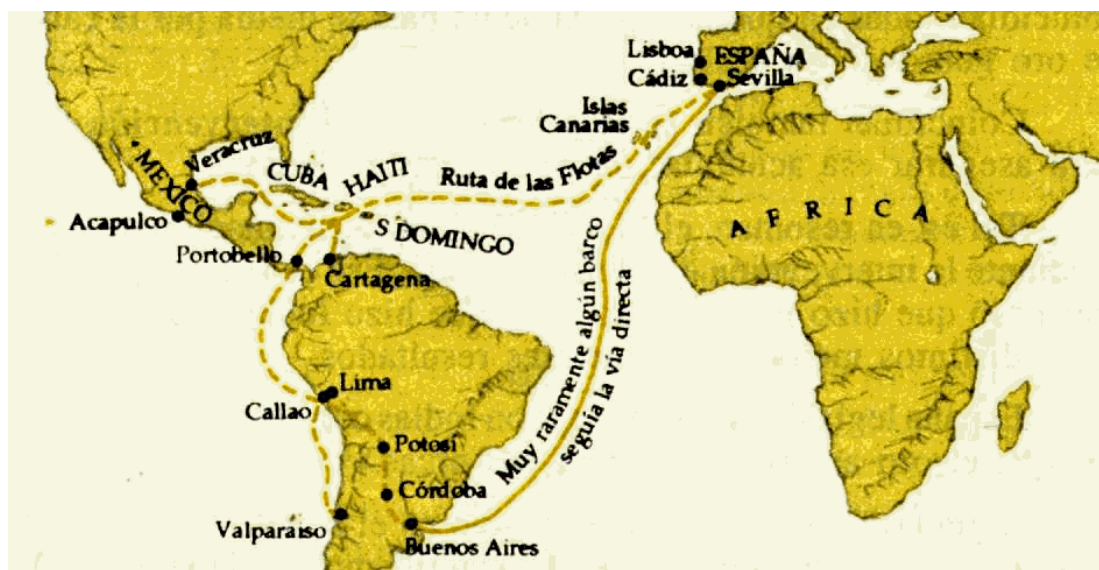 Lisboa
ESPAÑA
Cádiz
Sevilla
Islas
Canarias
Veracruz
MEXICO
CUBA
HAITI
Ruta de las Flotas
Acapulco
S DOMINGO
AFRICA
Portobello
Cartagena
Muy raramente algún barco
seguía la vía directa
Lima
Callao
Potosí
Córdoba
Valparaiso
Buenos Aires